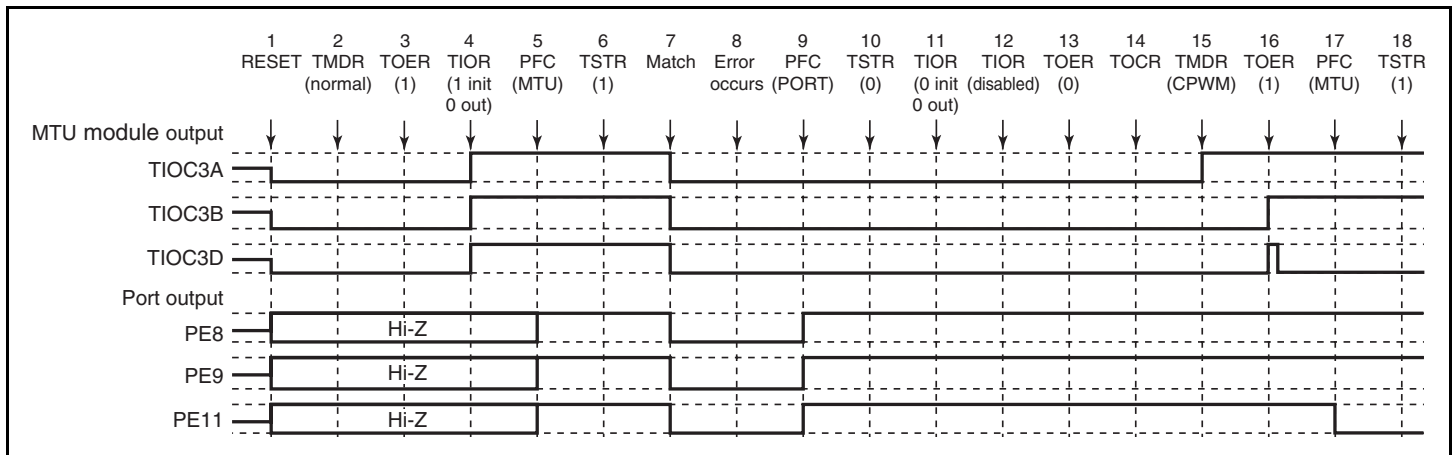 1 2 3 4 5 6 7 8 9 10 11 12 13 14 15 16 17 18
RESET TMDR TOER TIOR PFC TSTR Match Error PFC TSTR TIOR TIOR TOER TOCR TMDR TOER PFC TSTR
(normal) (1) (1 init (MTU) (1) occurs (PORT) (0) (0 init (disabled) (0) (CPWM) (1) (MTU) (1)
0 out) 0 out)
MTU module output
TIOC3A
TIOC3B
TIOC3D
Port output
PE8 Hi-Z
PE9 Hi-Z
PE11 Hi-Z